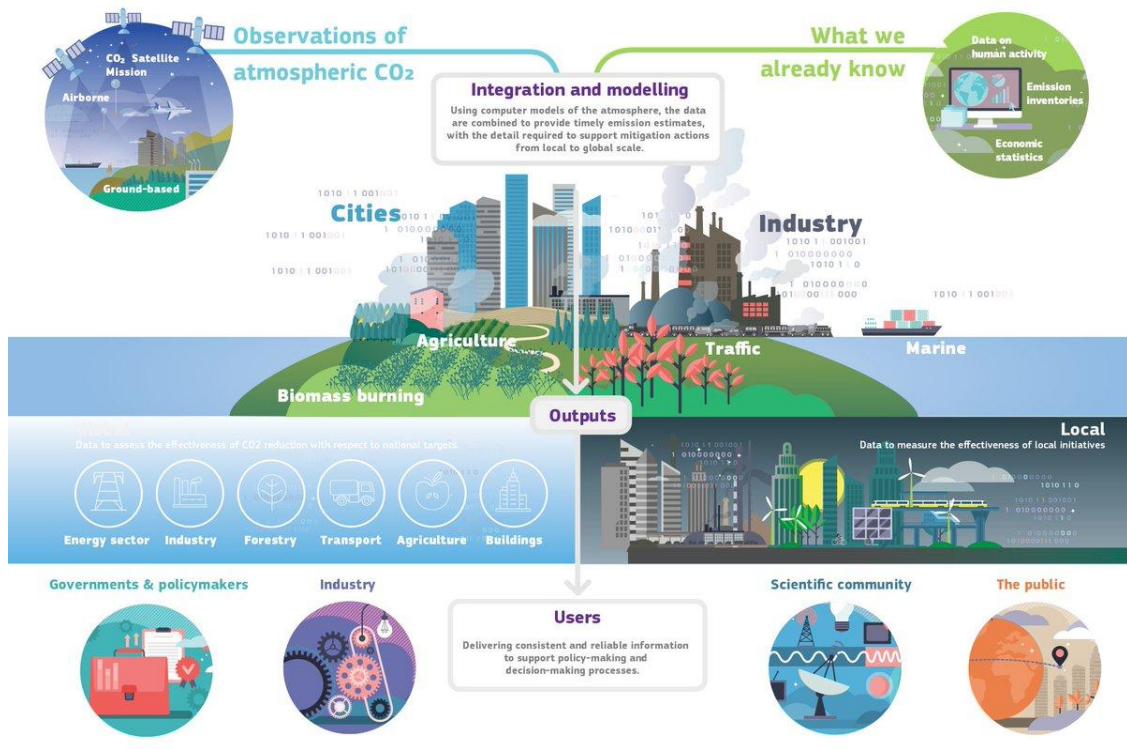 Observations of
atmospheric CO₂
What we
already know
CO₂ Satellite
Mission
Airborne
Ground-based
Data on
human activity
Emission
inventories
Economic
statistics
Integration and modelling
Using computer models of the atmosphere, the data
are combined to provide timely emission estimates,
with the detail required to support mitigation actions
from local to global scale.
Cities
Industry
Agriculture
Traffic
Marine
Biomass burning
Outputs
Data to assess the effectiveness of CO2 reduction with respect to national targets.
Energy sector
Industry
Forestry
Transport
Agriculture
Buildings
Local
Data to measure the effectiveness of local initiatives
Governments & policymakers
Industry
Users
Delivering consistent and reliable information
to support policy-making and
decision-making processes.
Scientific community
The public